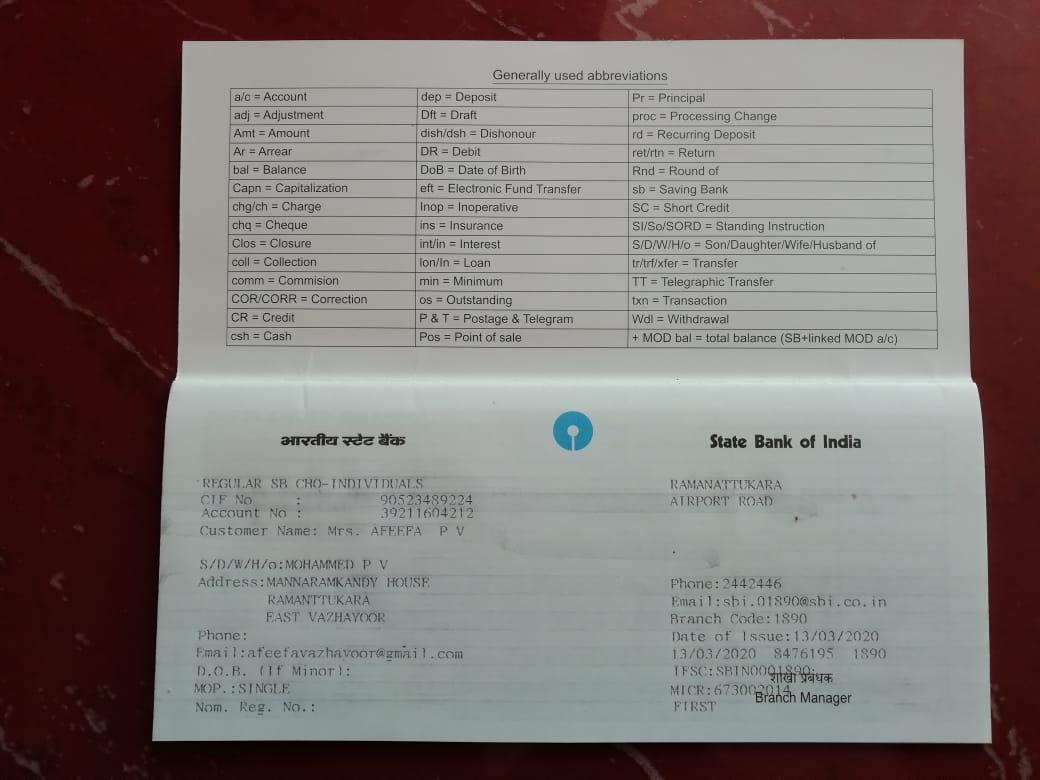 Generally used abbreviations
a/c = Account dep = Deposit Pr = Principal
adj = Adjustment Dft = Draft proc = Processing Change
Amt = Amount dish/dsh = Dishonour rd = Recurring Deposit
Ar = Arrear DR = Debit ret/rtn = Return
bal = Balance DoB = Date of Birth Rnd = Round of
Capn = Capitalization eft = Electronic Fund Transfer sb = Saving Bank
chg/ch = Charge Inop = Inoperative SC = Short Credit
chq = Cheque ins = Insurance SI/So/SORD = Standing Instruction
Clos = Closure int/in = Interest S/D/W/H/o = Son/Daughter/Wife/Husband of
coll = Collection lon/In = Loan tr/trf/xfer = Transfer
comm = Commision min = Minimum TT = Telegraphic Transfer
COR/CORR = Correction os = Outstanding txn = Transaction
CR = Credit P & T = Postage & Telegram Wdl = Withdrawal
csh = Cash Pos = Point of sale + MOD bal = total balance (SB+linked MOD a/c)
भारतीय स्टेट बैंक State Bank of India
REGULAR SB CHQ-INDIVIDUALS RAMANATTUKARA
CIF No : 90523489224 AIRPORT ROAD
Account No : 39211604212
Customer Name: Mrs. AFEEFA P V
S/D/W/H/o:MOHAMMED P V
Address:MANNARAMKANDY HOUSE Phone:2442446
RAMANTTUKARA Email:sbi.01890@sbi.co.in
EAST VAZHAYOOR Branch Code:1890
Phone: Date of Issue:13/03/2020
Email:afeefavazhayoor@gmail.com 13/03/2020 8476195 1890
D.O.B. (If Minor): IFSC:SBIN0001890
शाखा प्रबंधक
MOP.:SINGLE MICR:673002014
Branch Manager
Nom. Reg. No.: FIRST